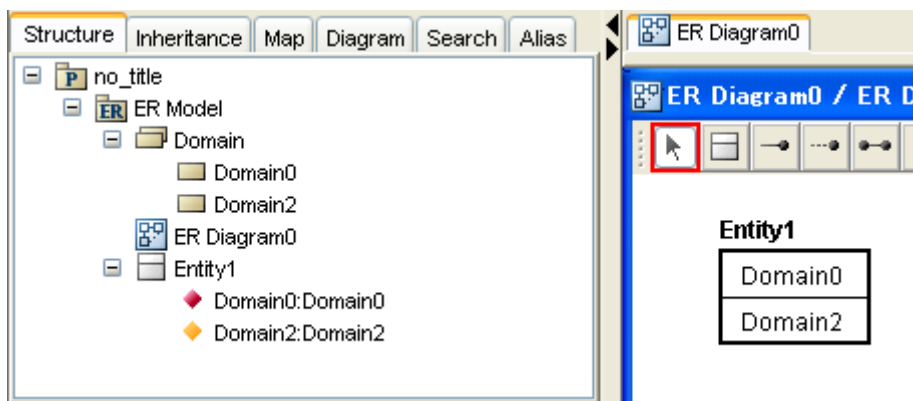 Structure Inheritance Map Diagram Search Alias
no_title
ER Model
Domain
Domain0
Domain2
ER Diagram0
Entity1
Domain0:Domain0
Domain2:Domain2
ER Diagram0
ER Diagram0 / ER D
Entity1
Domain0
Domain2